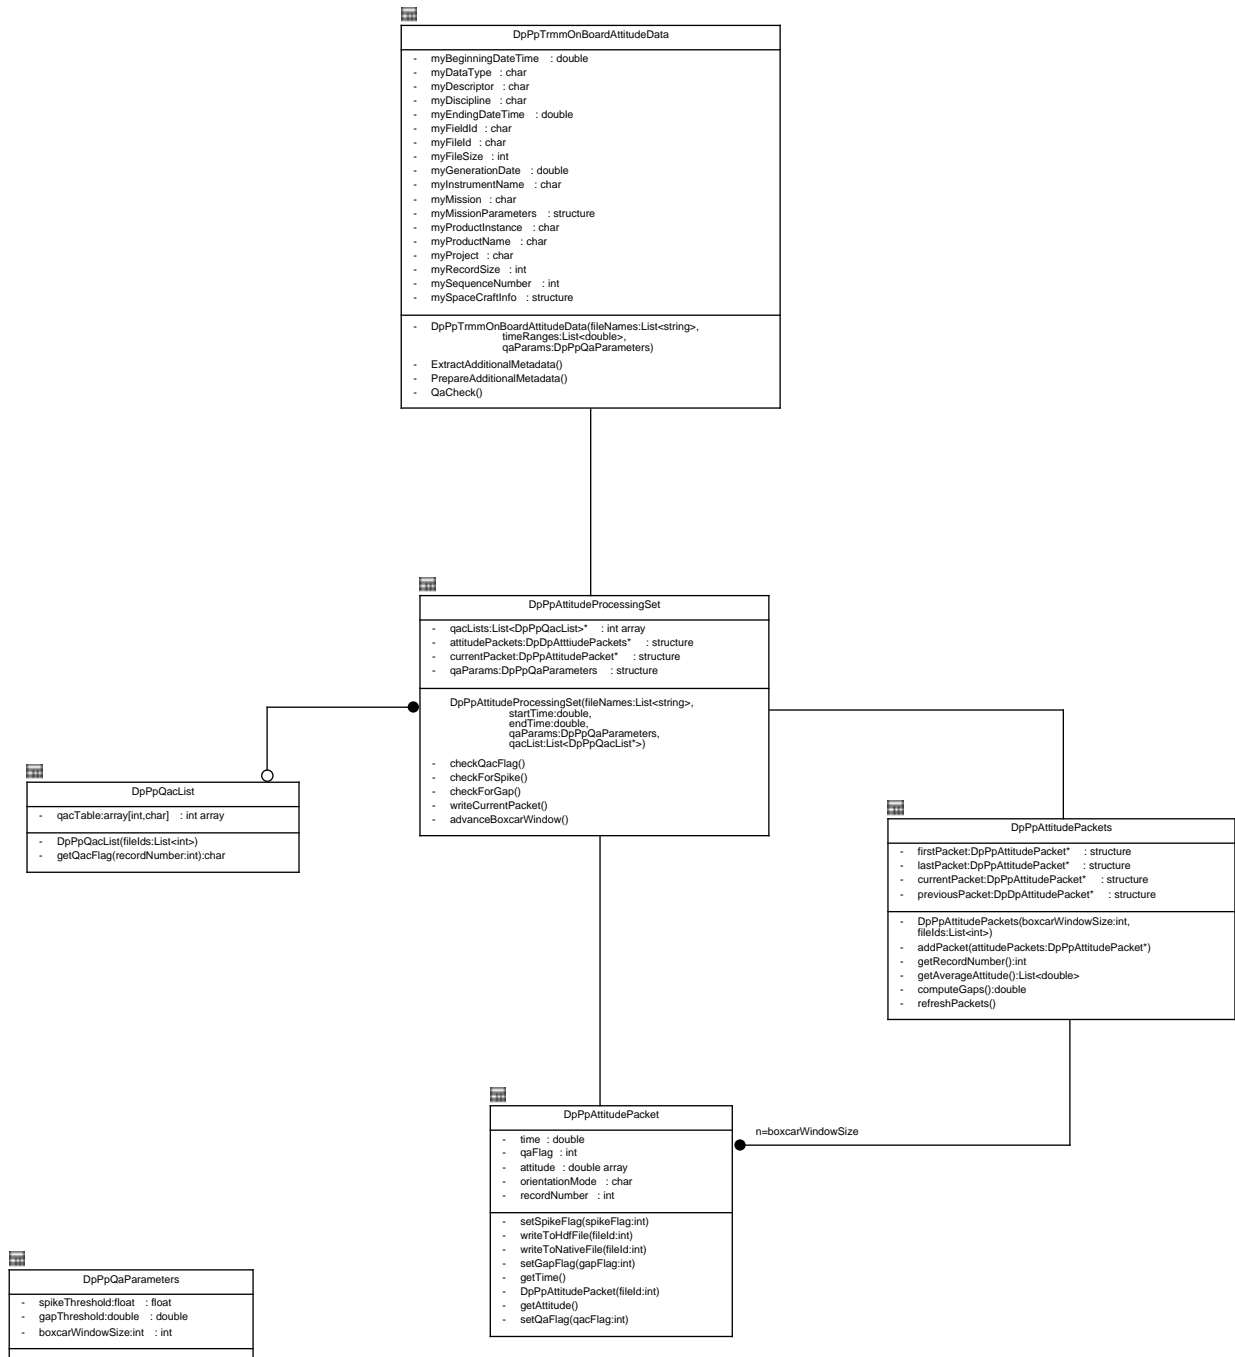 DpPpTrmmOnBoardAttitudeData
- myBeginningDateTime : double
- myDataType : char
- myDescriptor : char
- myDiscipline : char
- myEndingDateTime : double
- myFieldId : char
- myFileId : char
- myFileSize : int
- myGenerationDate : double
- myInstrumentName : char
- myMission : char
- myMissionParameters : structure
- myProductInstance : char
- myProductName : char
- myProject : char
- myRecordSize : int
- mySequenceNumber : int
- mySpaceCraftInfo : structure
- DpPpTrmmOnBoardAttitudeData(fileNames:List<string>,
timeRanges:List<double>,
qaParams:DpPpQaParameters)
- ExtractAdditionalMetadata()
- PrepareAdditionalMetadata()
- QaCheck()
DpPpAttitudeProcessingSet
- qacLists:List<DpPpQacList>* : int array
- attitudePackets:DpDpAtttiudePackets* : structure
- currentPacket:DpPpAttitudePacket* : structure
- qaParams:DpPpQaParameters : structure
DpPpAttitudeProcessingSet(fileNames:List<string>,
startTime:double,
endTime:double,
qaParams:DpPpQaParameters,
qacList:List<DpPpQacList*>)
- checkQacFlag()
- checkForSpike()
- checkForGap()
- writeCurrentPacket()
- advanceBoxcarWindow()
DpPpQacList
- qacTable:array[int,char] : int array
- DpPpQacList(fileIds:List<int>)
- getQacFlag(recordNumber:int):char
DpPpAttitudePackets
- firstPacket:DpPpAttitudePacket* : structure
- lastPacket:DpPpAttitudePacket* : structure
- currentPacket:DpPpAttitudePacket* : structure
- previousPacket:DpDpAttitudePacket* : structure
- DpPpAttitudePackets(boxcarWindowSize:int,
fileIds:List<int>)
- addPacket(attitudePackets:DpPpAttitudePacket*)
- getRecordNumber():int
- getAverageAttitude():List<double>
- computeGaps():double
- refreshPackets()
DpPpAttitudePacket
- time : double
- qaFlag : int
- attitude : double array
- orientationMode : char
- recordNumber : int
- setSpikeFlag(spikeFlag:int)
- writeToHdfFile(fileId:int)
- writeToNativeFile(fileId:int)
- setGapFlag(gapFlag:int)
- getTime()
- DpPpAttitudePacket(fileId:int)
- getAttitude()
- setQaFlag(qacFlag:int)
n=boxcarWindowSize
DpPpQaParameters
- spikeThreshold:float : float
- gapThreshold:double : double
- boxcarWindowSize:int : int